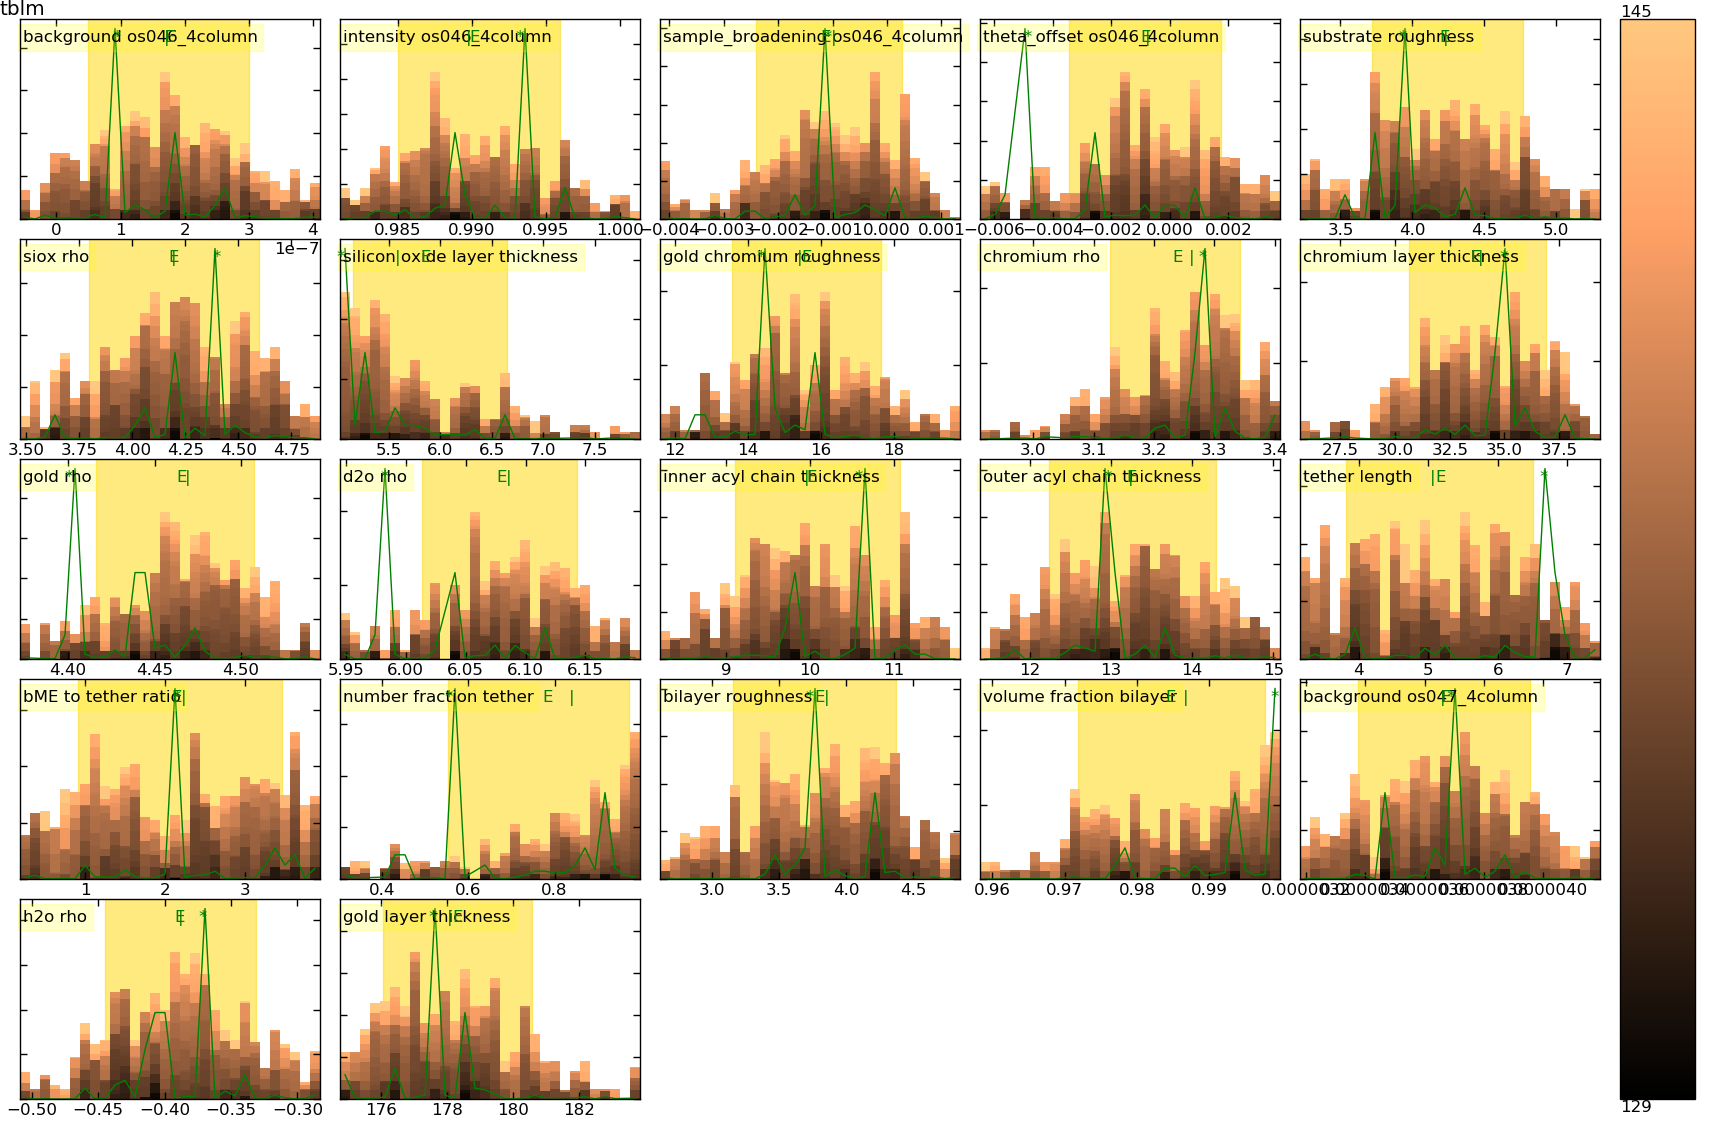 tblm
145
background os046_4column
intensity os046_4column
sample_broadening os046_4column
theta_offset os046_4column
substrate roughness
0 1 2 3 4
0.985 0.990 0.995 1.000
−0.004 −0.003 −0.002 −0.001 0.000 0.001
−0.006 −0.004 −0.002 0.000 0.002
3.5 4.0 4.5 5.0
1e−7
siox rho
silicon oxide layer thickness
gold chromium roughness
chromium rho
chromium layer thickness
3.50 3.75 4.00 4.25 4.50 4.75
5.5 6.0 6.5 7.0 7.5
12 14 16 18
3.0 3.1 3.2 3.3 3.4
27.5 30.0 32.5 35.0 37.5
gold rho
d2o rho
inner acyl chain thickness
outer acyl chain thickness
tether length
4.40 4.45 4.50
5.95 6.00 6.05 6.10 6.15
9 10 11
12 13 14 15
4 5 6 7
bME to tether ratio
number fraction tether
bilayer roughness
volume fraction bilayer
background os047_4column
1 2 3
0.4 0.6 0.8
3.0 3.5 4.0 4.5
0.96 0.97 0.98 0.99
h2o rho
gold layer thickness
−0.50 −0.45 −0.40 −0.35 −0.30
176 178 180 182
129